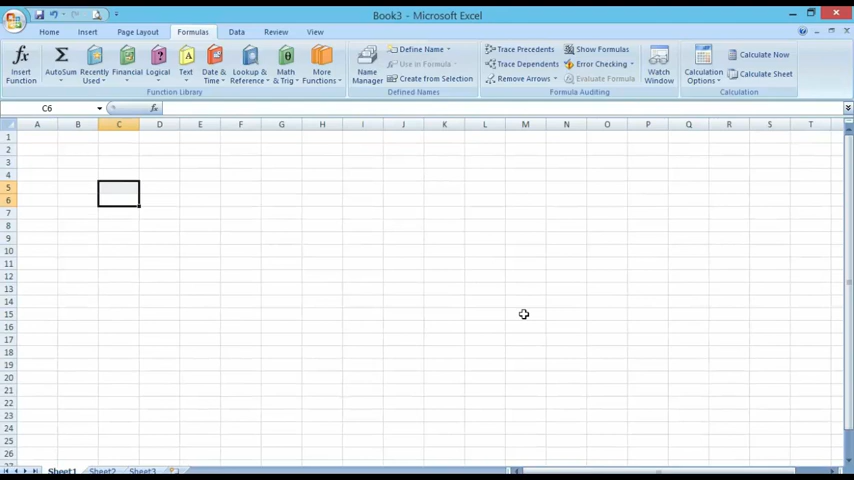 Book3 - Microsoft Excel
Home Insert Page Layout Formulas Data Review View
fx Insert Function
Σ AutoSum
Recently Used
Financial
Logical
A Text
Date & Time
Lookup & Reference
θ Math & Trig
More Functions
Function Library
Name Manager
Define Name
Use in Formula
Create from Selection
Defined Names
Trace Precedents
Trace Dependents
Remove Arrows
Show Formulas
Error Checking
Evaluate Formula
Watch Window
Formula Auditing
Calculation Options
Calculate Now
Calculate Sheet
Calculation
C6 fx
A B C D E F G H I J K L M N O P Q R S T
1
2
3
4
5
6
7
8
9
10
11
12
13
14
15
16
17
18
19
20
21
22
23
24
25
26
27
Sheet1 Sheet2 Sheet3